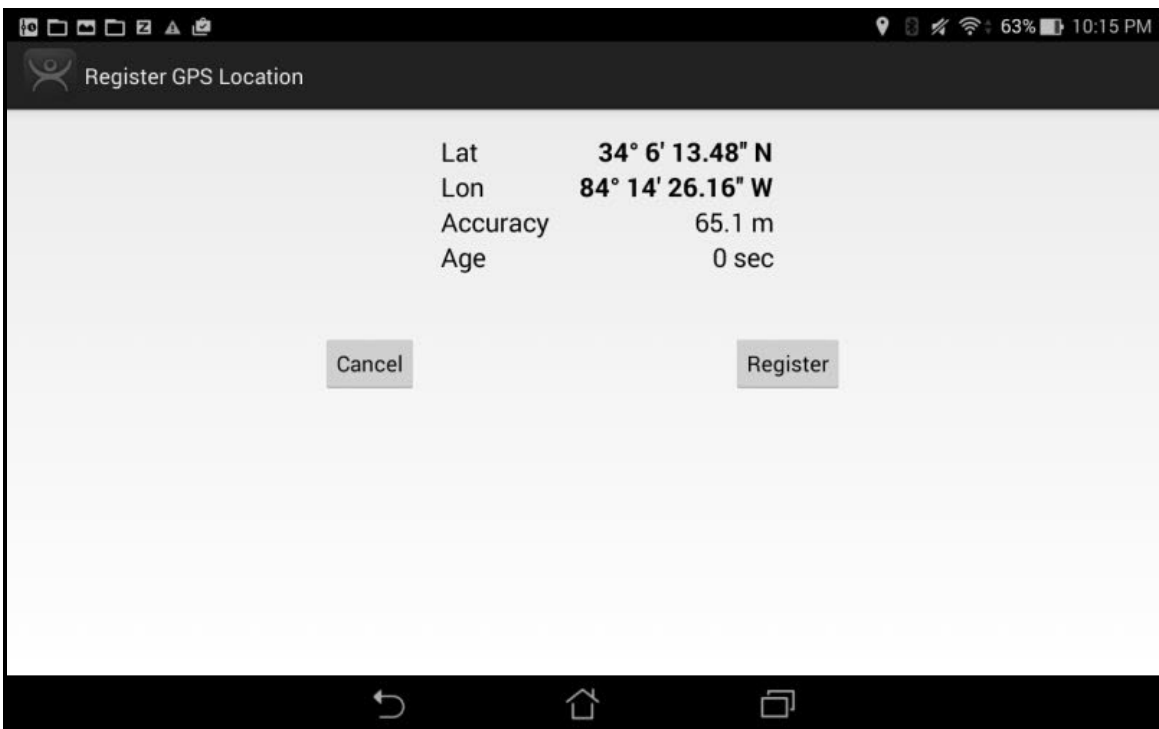 63% 10:15 PM
Register GPS Location
Lat 34° 6' 13.48" N
Lon 84° 14' 26.16" W
Accuracy 65.1 m
Age 0 sec
Cancel Register